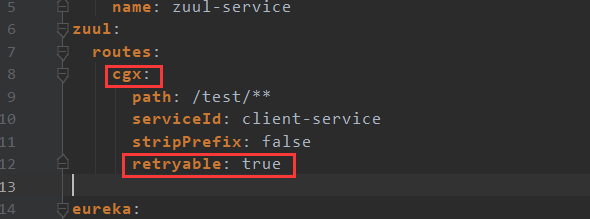 5 name: zuul-service
6 zuul:
7 routes:
8 cgx:
9 path: /test/**
10 serviceId: client-service
11 stripPrefix: false
12 retryable: true
13
14 eureka: